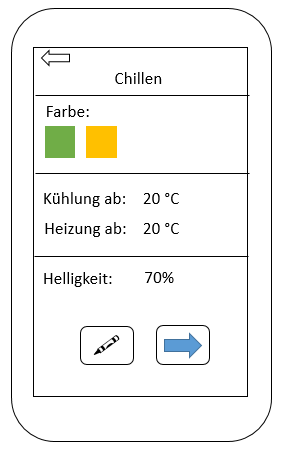 Chillen
Farbe:
Kühlung ab: 20 °C
Heizung ab: 20 °C
Helligkeit: 70%